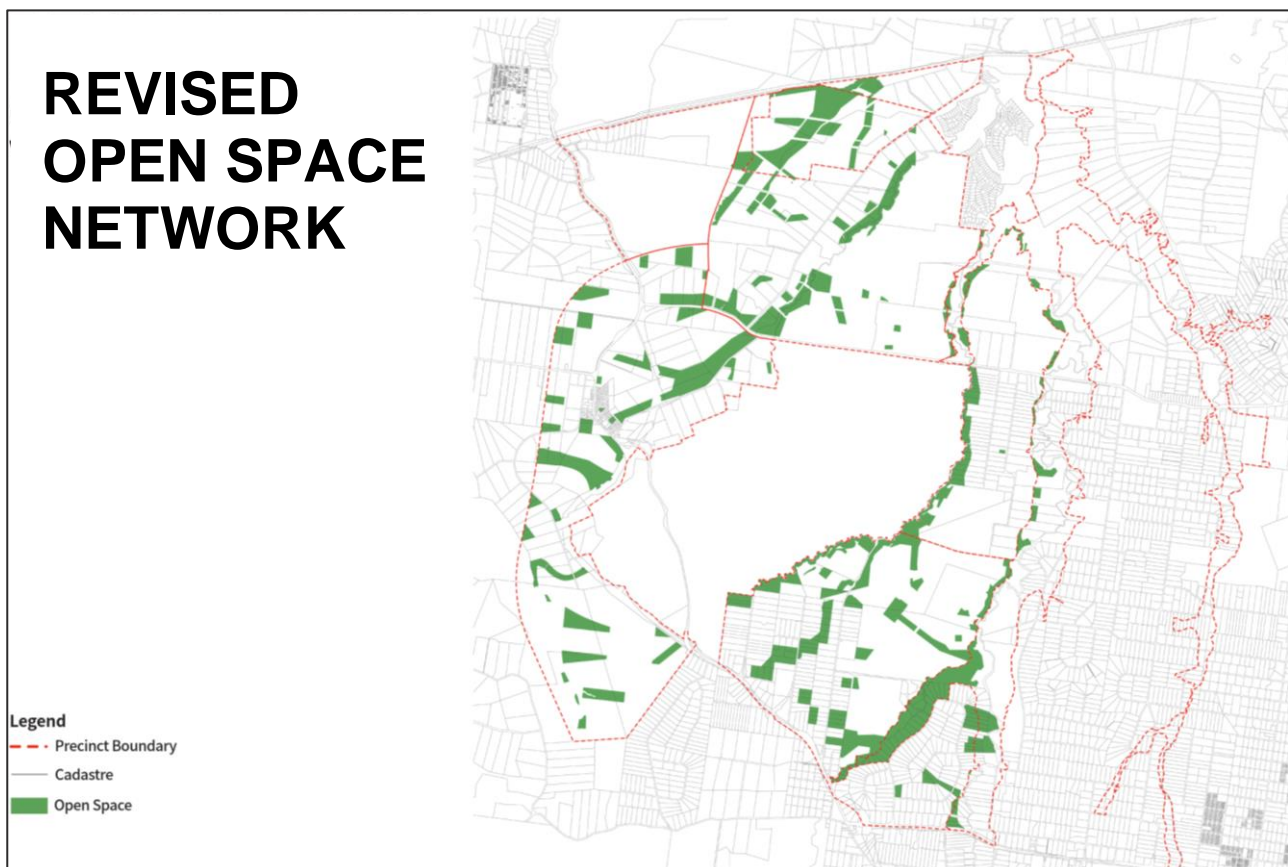 REVISED
OPEN SPACE
NETWORK
Legend
Precinct Boundary
Cadastre
Open Space